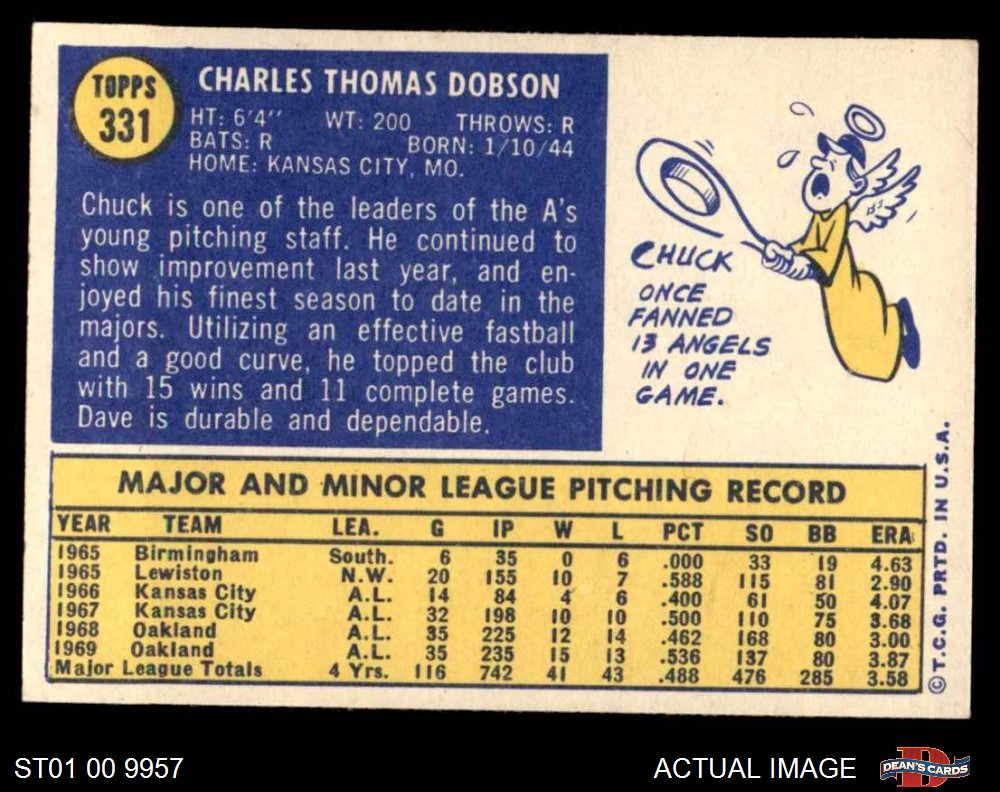 TOPPS
331
CHARLES THOMAS DOBSON
HT: 6'4" WT: 200 THROWS: R
BATS: R BORN: 1/10/44
HOME: KANSAS CITY, MO.
Chuck is one of the leaders of the A's
young pitching staff. He continued to
show improvement last year, and en-
joyed his finest season to date in the
majors. Utilizing an effective fastball
and a good curve, he topped the club
with 15 wins and 11 complete games.
Dave is durable and dependable.
CHUCK
ONCE
FANNED
13 ANGELS
IN ONE
GAME.
MAJOR AND MINOR LEAGUE PITCHING RECORD
YEAR TEAM LEA. G IP W L PCT SO BB ERA
1965 Birmingham South. 6 35 0 6 .000 33 19 4.63
1965 Lewiston N.W. 20 155 10 7 .588 115 81 2.90
1966 Kansas City A.L. 14 84 4 6 .400 61 50 4.07
1967 Kansas City A.L. 32 198 10 10 .500 110 75 3.68
1968 Oakland A.L. 35 225 12 14 .462 168 80 3.00
1969 Oakland A.L. 35 235 15 13 .536 137 80 3.87
Major League Totals 4 Yrs. 116 742 41 43 .488 476 285 3.58
©T.C.G. PRTD. IN U.S.A.
ST01 00 9957
ACTUAL IMAGE
D
DEAN'S CARDS